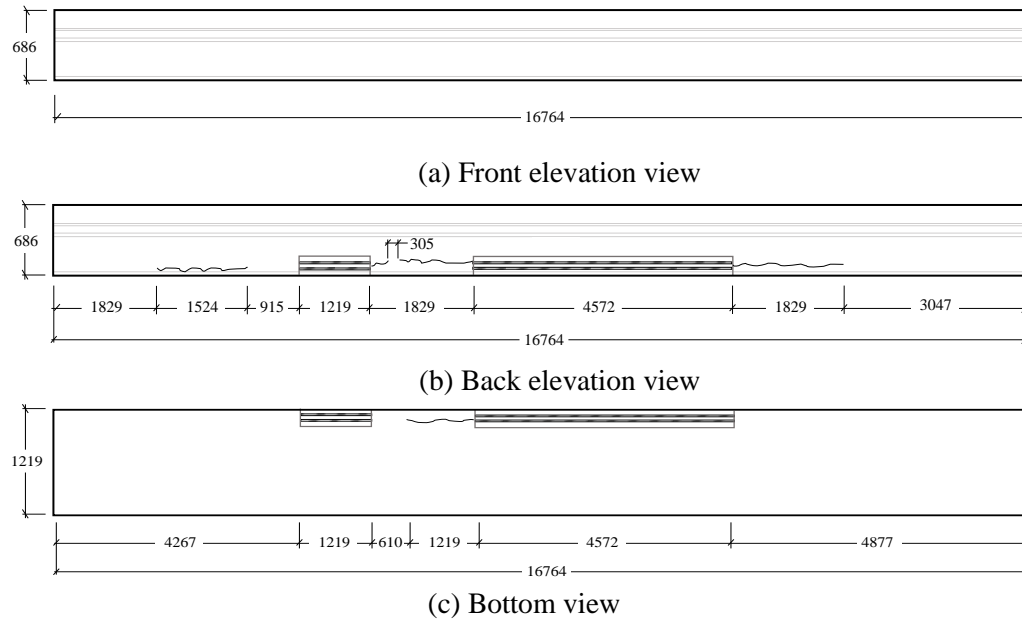 686
16764
(a) Front elevation view
305
686
1829 1524 915 1219 1829 4572 1829 3047
16764
(b) Back elevation view
1219
4267 1219 610 1219 4572 4877
16764
(c) Bottom view